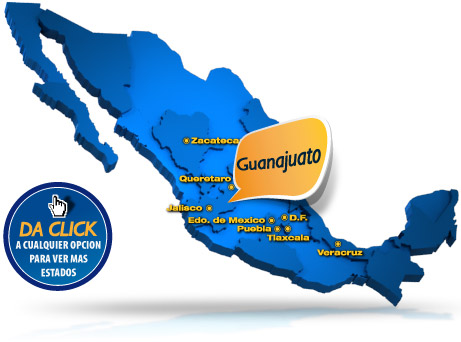 Zacateca
Guanajuato
Queretaro
Jalisco
Edo. de Mexico
D.F.
Puebla
Tlaxcala
Veracruz
DA CLICK
A CUALQUIER OPCION
PARA VER MAS
ESTADOS